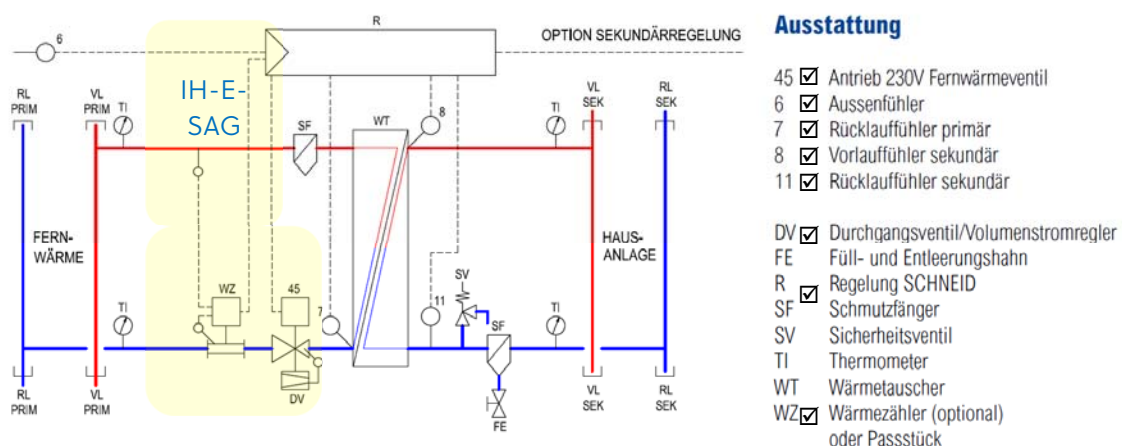 6
R
OPTION SEKUNDÄRREGELUNG
IH-E-
SAG
RL
PRIM
VL
PRIM
TI
SF
WT
8
TI
VL
SEK
RL
SEK
FERN-
WÄRME
HAUS-
ANLAGE
WZ
45
7
11
SV
SF
TI
TI
DV
FE
RL
PRIM
VL
PRIM
VL
SEK
RL
SEK
Ausstattung
45 Antrieb 230V Fernwärmeventil
6 Aussenfühler
7 Rücklauffühler primär
8 Vorlauffühler sekundär
11 Rücklauffühler sekundär
DV Durchgangsventil/Volumenstromregler
FE Füll- und Entleerungshahn
R Regelung SCHNEID
SF Schmutzfänger
SV Sicherheitsventil
TI Thermometer
WT Wärmetauscher
WZ Wärmezähler (optional)
oder Passstück